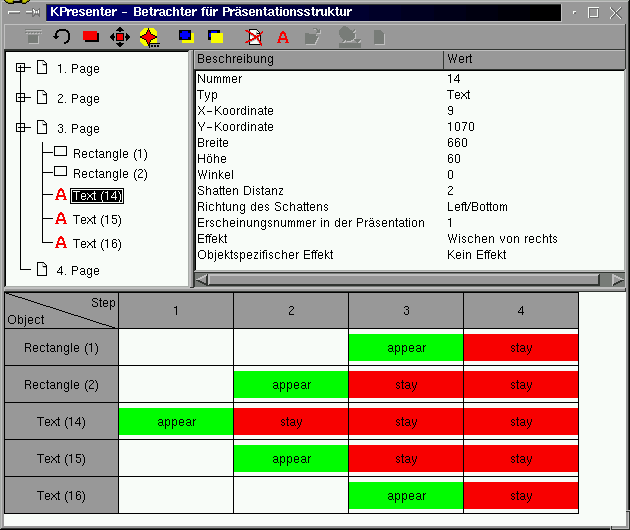 KPresenter - Betrachter für Präsentationsstruktur
1. Page
2. Page
3. Page
Rectangle (1)
Rectangle (2)
Text (14)
Text (15)
Text (16)
4. Page
Beschreibung Wert
Nummer 14
Typ Text
X-Koordinate 9
Y-Koordinate 1070
Breite 660
Höhe 60
Winkel 0
Shatten Distanz 2
Richtung des Schattens Left/Bottom
Erscheinungsnummer in der Präsentation 1
Effekt Wischen von rechts
Objektspezifischer Effekt Kein Effekt
Step
Object 1 2 3 4
Rectangle (1) appear stay
Rectangle (2) appear stay stay
Text (14) appear stay stay stay
Text (15) appear stay stay
Text (16) appear stay